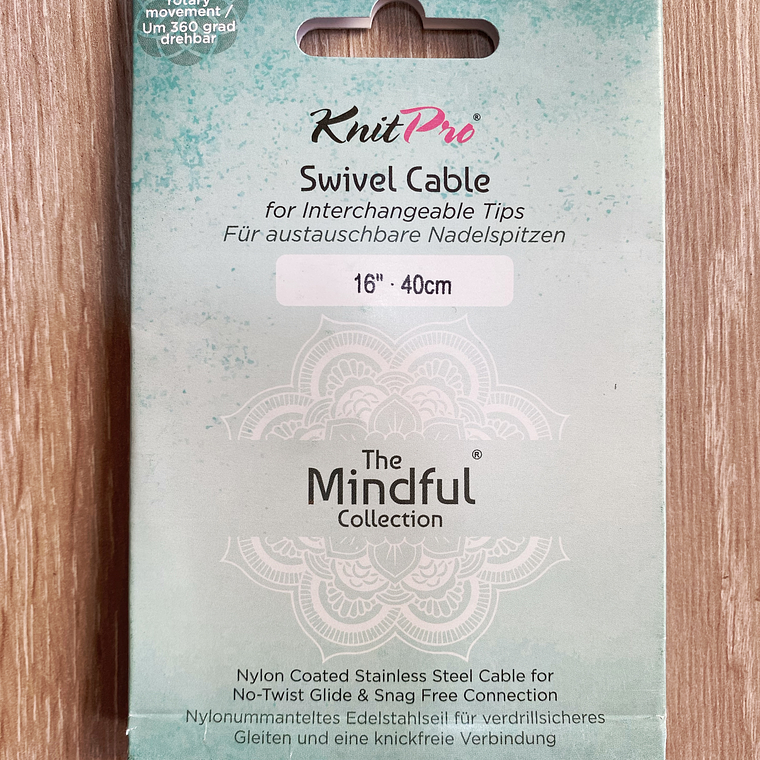 rotary
movement /
Um 360 grad
drehbar
KnitPro®
Swivel Cable
for Interchangeable Tips
Für austauschbare Nadelspitzen
16" · 40cm
The
Mindful®
Collection
Nylon Coated Stainless Steel Cable for
No-Twist Glide & Snag Free Connection
Nylonummanteltes Edelstahlseil für verdrillsicheres
Gleiten und eine knickfreie Verbindung